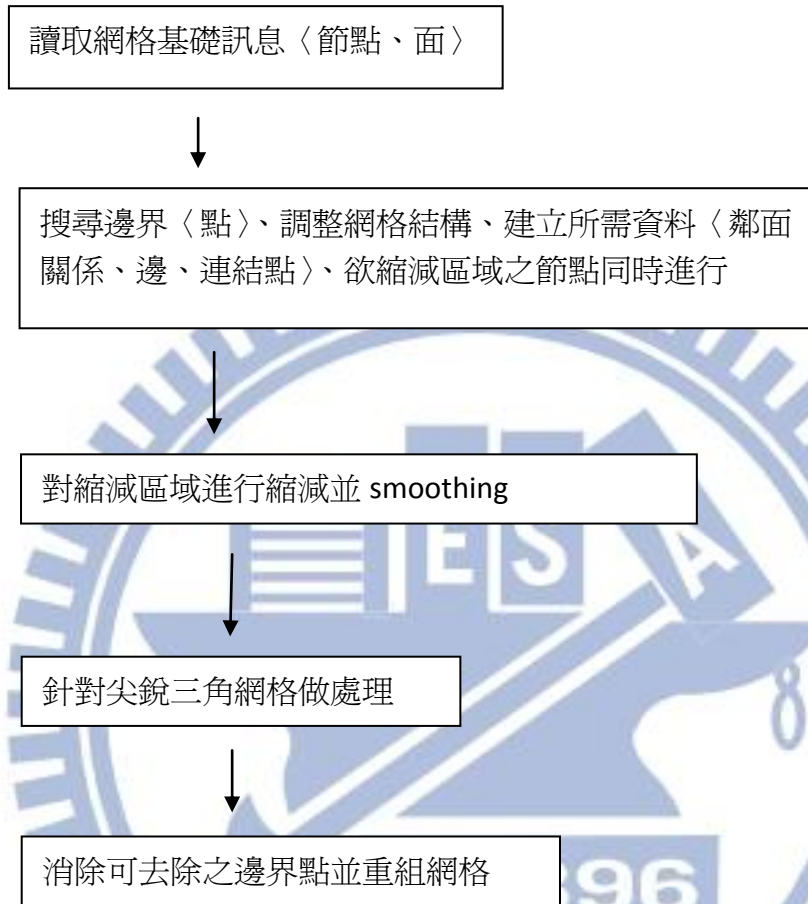 讀取網格基礎訊息〈節點、面〉
搜尋邊界〈點〉、調整網格結構、建立所需資料〈鄰面
關係、邊、連結點〉、欲縮減區域之節點同時進行
對縮減區域進行縮減並 smoothing
ES A
針對尖銳三角網格做處理
消除可去除之邊界點並重組網格
896